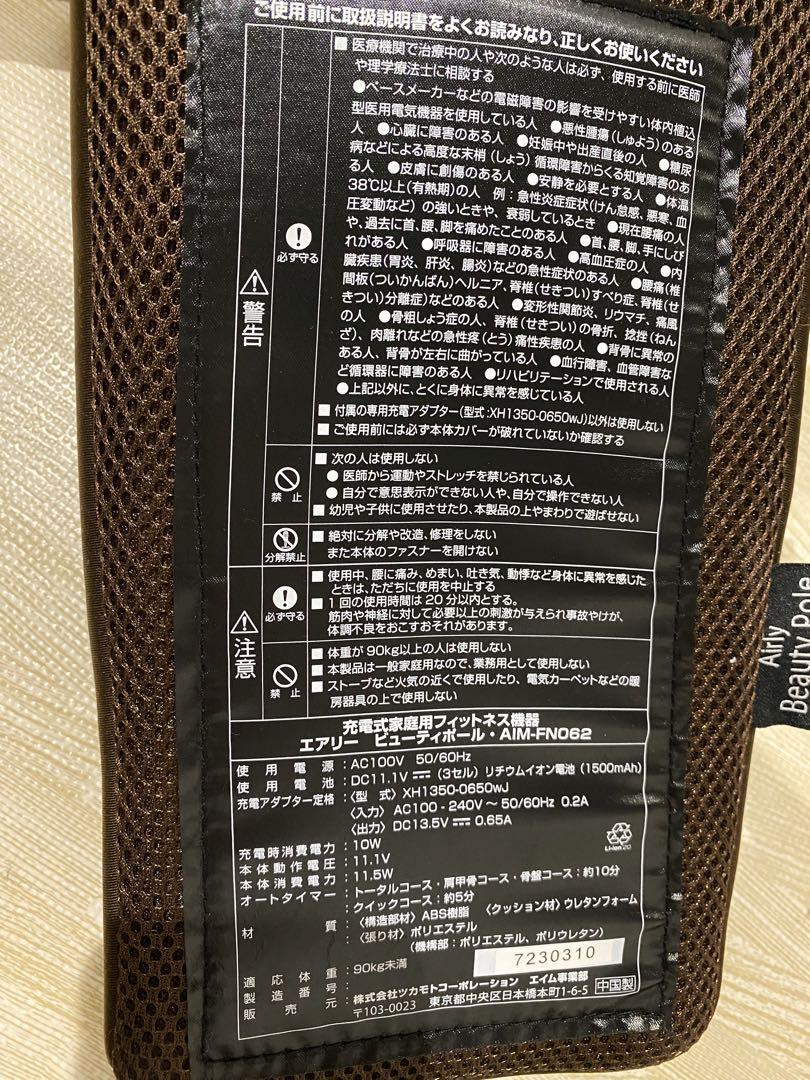 ご使用前に取扱説明書をよくお読みなり、正しくお使いください
警告
必ず守る
■ 医療機関で治療中の人や次のような人は必ず、使用する前に医師
や理学療法士に相談する
●ペースメーカーなどの電磁障害の影響を受けやすい体内植込
型医用電気機器を使用している人 ●悪性腫瘍（しゅよう）のある
人 ●心臓に障害のある人 ●妊娠中や出産直後の人 ●糖尿
病などによる高度な末梢（しょう）循環障害からくる知覚障害のあ
る人 ●皮膚に創傷のある人 ●安静を必要とする人 ●体温
38℃以上（有熱期）の人 例：急性炎症症状（けん怠感、悪寒、血
圧変動など）の強いときや、衰弱しているとき ●現在腰痛の人
や、過去に首、腰、脚を痛めたことのある人 ●首、腰、脚、手にしび
れがある人 ●呼吸器に障害のある人 ●高血圧症の人 ●内
臓疾患（胃炎、肝炎、腸炎）などの急性症状のある人 ●腰痛（椎
間板（ついかんばん）ヘルニア、脊椎（せきつい）すべり症、脊椎（せ
きつい）分離症）などのある人 ●変形性関節炎、リウマチ、痛風
の人 ●骨粗しょう症の人、脊椎（せきつい）の骨折、捻挫（ねん
ざ）、肉離れなどの急性疼（とう）痛性疾患の人 ●背骨に異常の
ある人、背骨が左右に曲がっている人 ●血行障害、血管障害な
ど循環器に障害のある人 ●リハビリテーションで使用される人
●上記以外に、とくに身体に異常を感じている人
■ 付属の専用充電アダプター（型式：XH1350-0650WJ）以外は使用しない
■ ご使用前には必ず本体カバーが破れていないか確認する
禁止
■ 次の人は使用しない
● 医師から運動やストレッチを禁じられている人
● 自分で意思表示ができない人や、自分で操作できない人
■ 幼児や子供に使用させたり、本製品の上やまわりで遊ばせない
分解禁止
■ 絶対に分解や改造、修理をしない
また本体のファスナーを開けない
注意
必ず守る
■ 使用中、腰に痛み、めまい、吐き気、動悸など身体に異常を感じた
ときは、ただちに使用を中止する
■ 1回の使用時間は20分以内とする。
筋肉や神経に対して必要以上の刺激が与えられ事故やけが、
体調不良をおこすおそれがあります。
禁止
■ 体重が90kg以上の人は使用しない
■ 本製品は一般家庭用なので、業務用として使用しない
■ ストーブなど火気の近くで使用したり、電気カーペットなどの暖
房器具の上で使用しない
充電式家庭用フィットネス機器
エアリー ビューティポール・AIM-FN062
使用電源：AC100V 50/60Hz
使用電池：DC11.1V ⎓（3セル）リチウムイオン電池（1500mAh）
充電アダプター定格：〈型 式〉XH1350-0650WJ
〈入力〉AC100-240V～50/60Hz 0.2A
〈出力〉DC13.5V ⎓ 0.65A
充電時消費電力：10W
本体動作電圧：11.1V
本体消費電力：11.5W
オートタイマー：トータルコース・肩甲骨コース・骨盤コース：約10分
クイックコース：約5分
材質：〈構造部材〉ABS樹脂 〈クッション材〉ウレタンフォーム
〈張り材〉ポリエステル
（機構部：ポリエステル、ポリウレタン）
適応体重：90kg未満
製造番号：7230310
販売元：株式会社ツカモトコーポレーション エイム事業部
〒103-0023 東京都中央区日本橋本町1-6-5
中国製
Li-ion 20
Airly
Beauty Pole